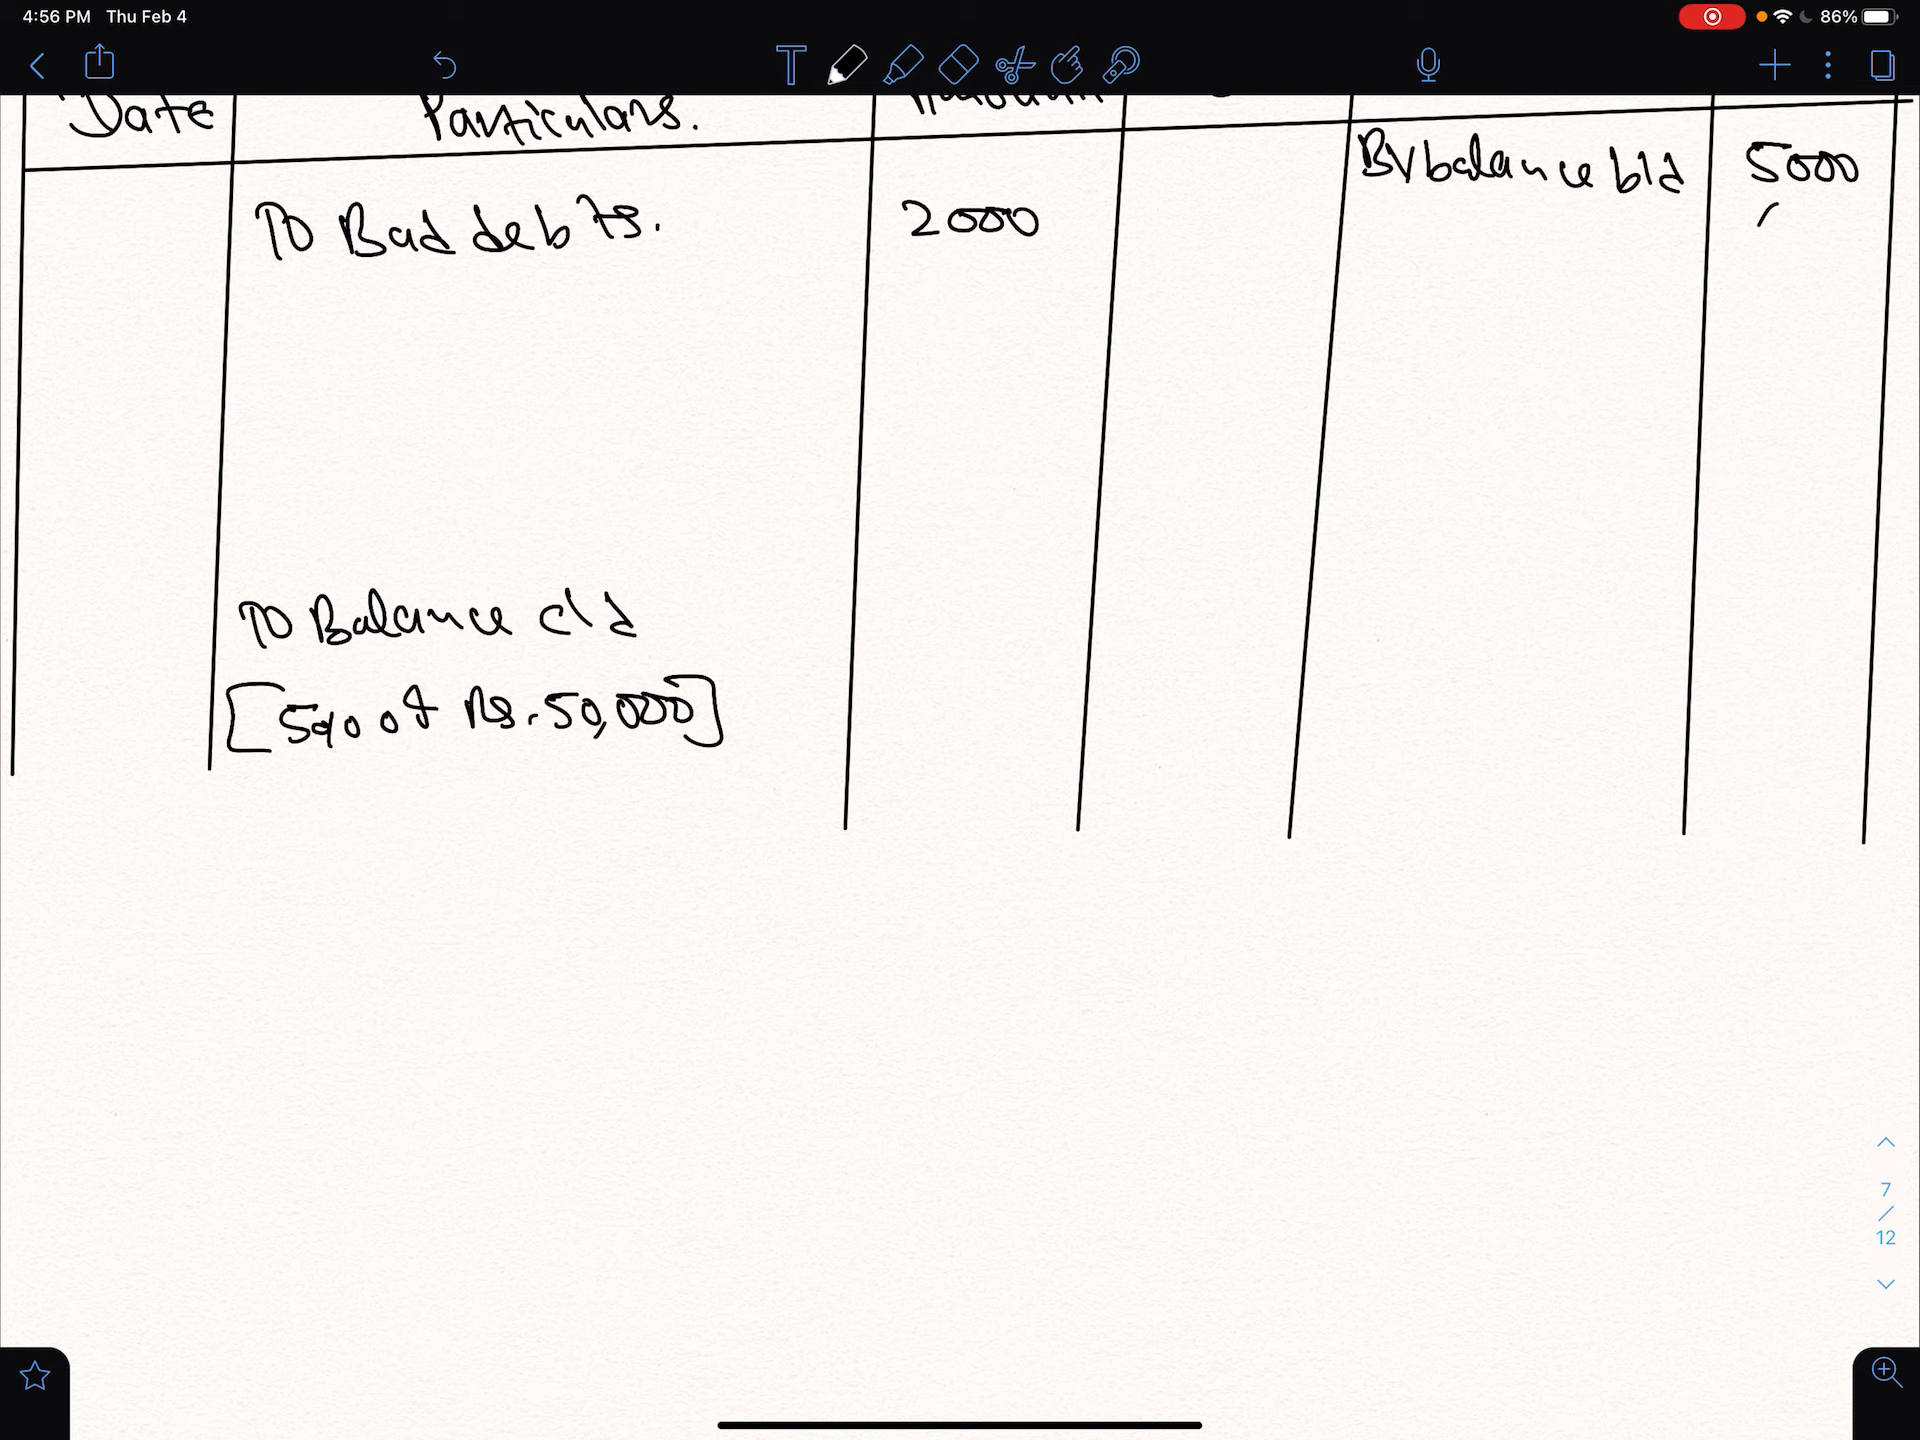 4:56 PM Thu Feb 4
86%
Date Particulars.
By balance b/d 5000
To Bad debts. 2000
To Balance c/d
[5% of Rs. 50,000]
7
/
12